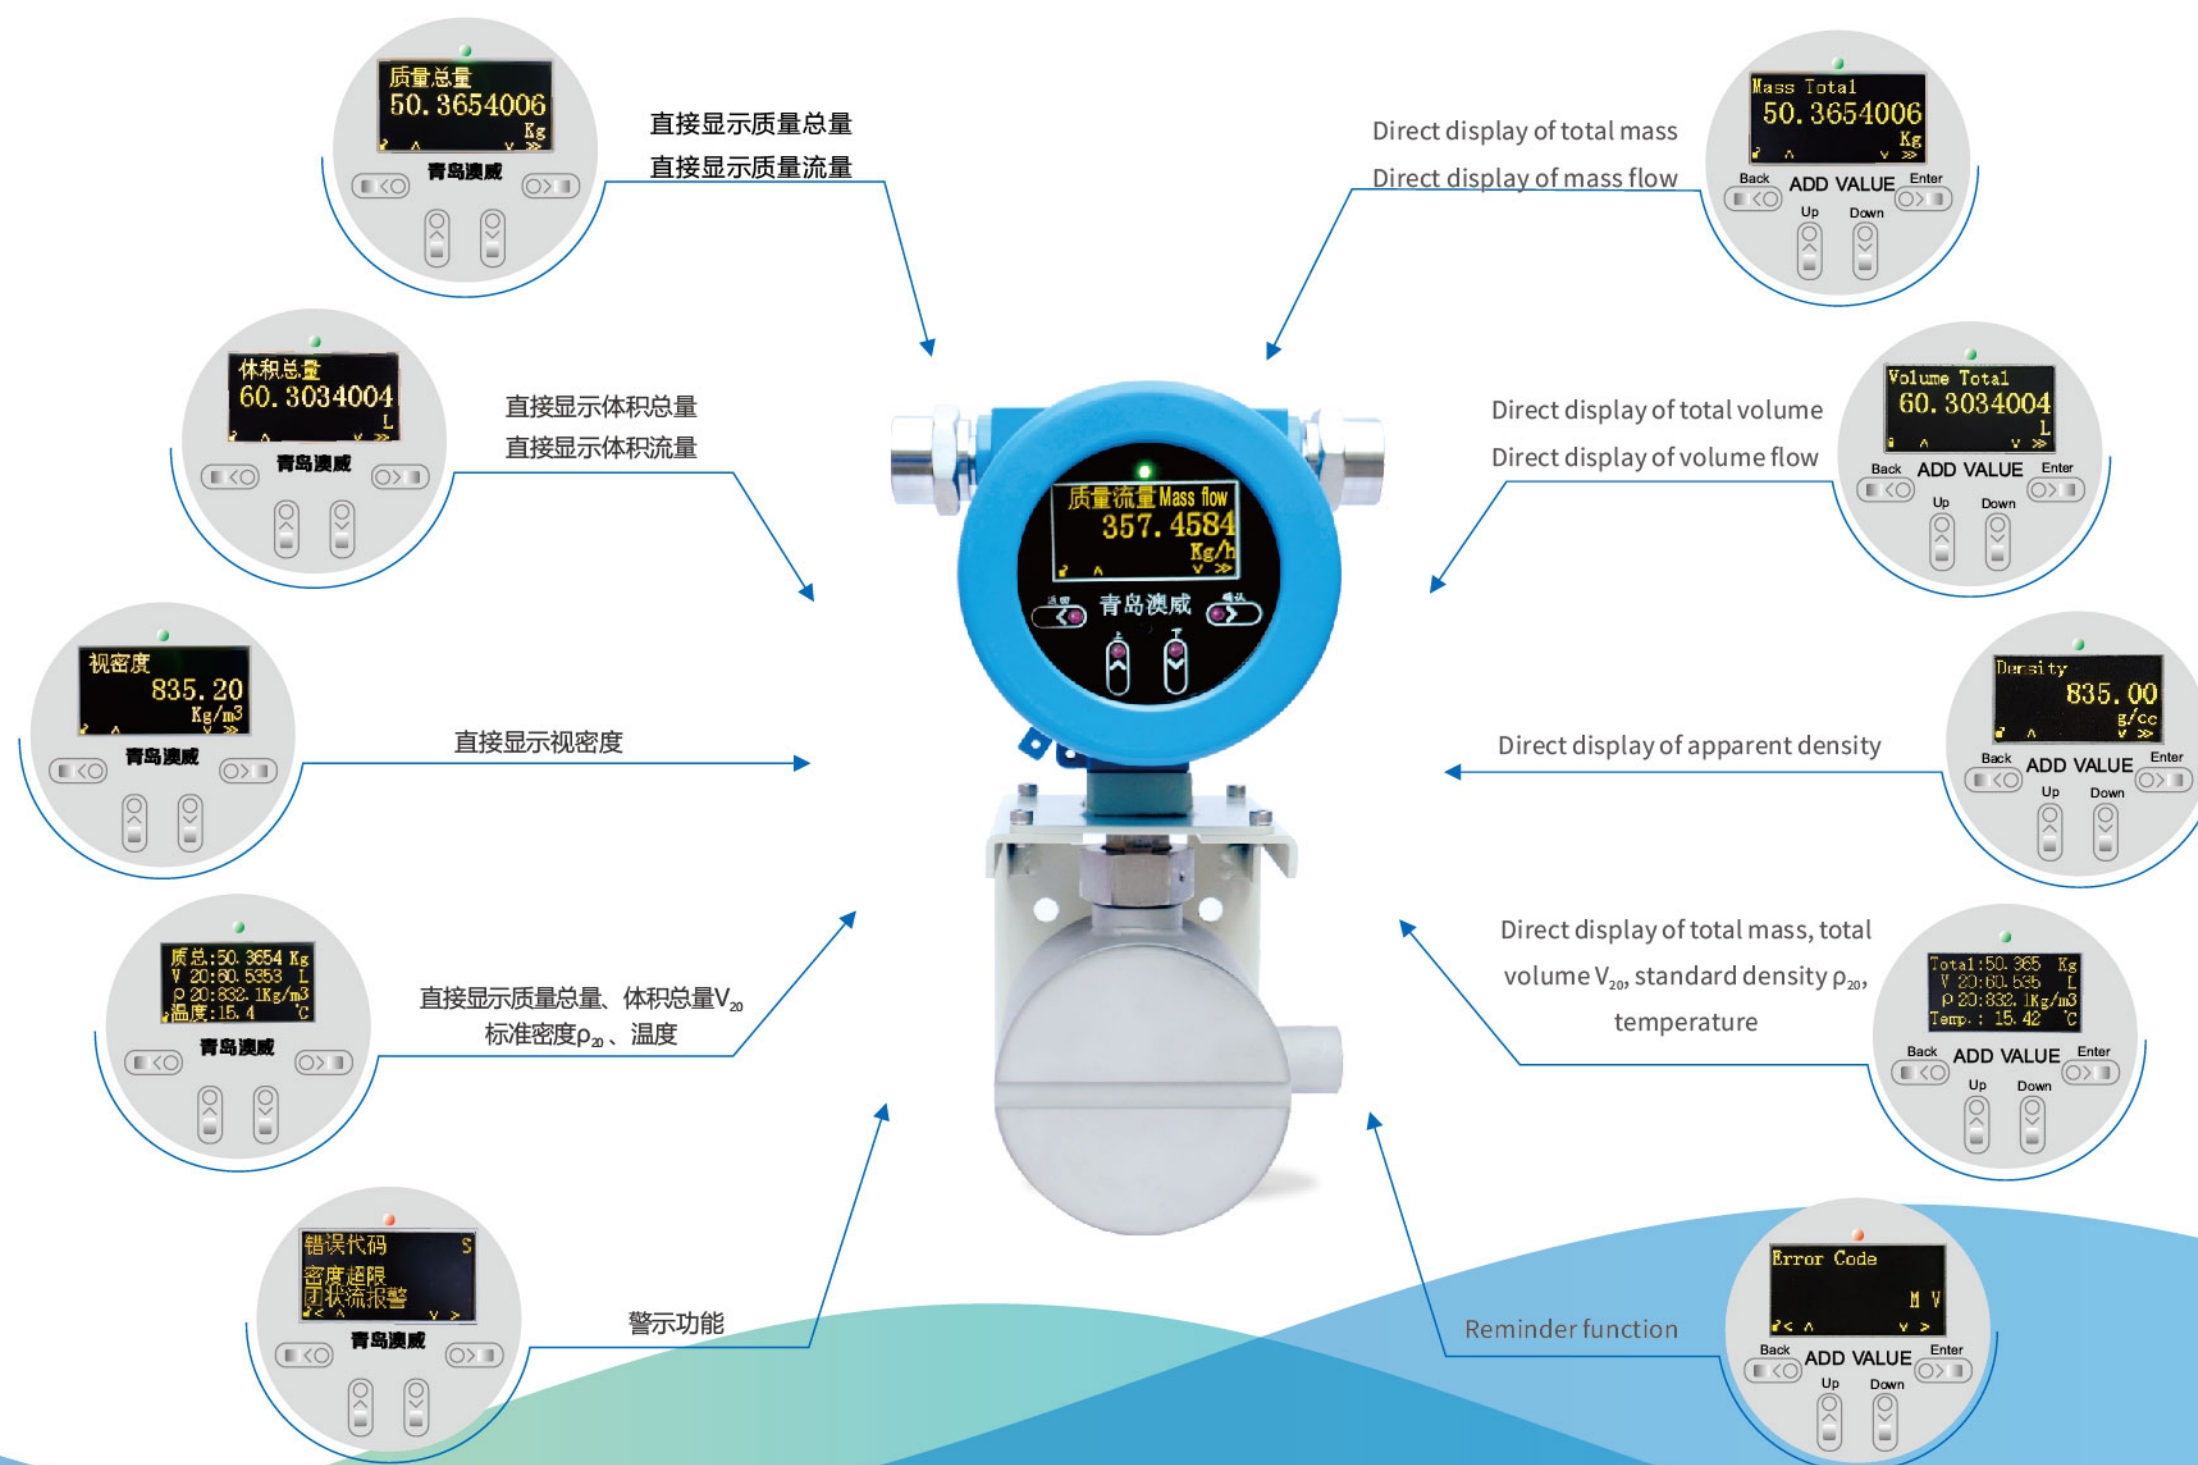 质量总量
50.3654006
Kg
青岛澳威
直接显示质量总量
直接显示质量流量
体积总量
60.3034004
L
青岛澳威
直接显示体积总量
直接显示体积流量
视密度
835.20
Kg/m3
青岛澳威
直接显示视密度
质总:50.3654 Kg
V 20:60.5353 L
ρ 20:832.1Kg/m3
温度:15.4 ℃
青岛澳威
直接显示质量总量、体积总量V₂₀
标准密度ρ₂₀、温度
错误代码 S
密度超限
团状流报警
青岛澳威
警示功能
质量流量Mass flow
357.4584
Kg/h
返回 青岛澳威 确认
上 下
Direct display of total mass
Direct display of mass flow
Mass Total
50.3654006
Kg
Back ADD VALUE Enter
Up Down
Direct display of total volume
Direct display of volume flow
Volume Total
60.3034004
L
Back ADD VALUE Enter
Up Down
Direct display of apparent density
Density
835.00
g/cc
Back ADD VALUE Enter
Up Down
Direct display of total mass, total
volume V₂₀, standard density ρ₂₀,
temperature
Total:50.365 Kg
V 20:60.535 L
ρ 20:832.1Kg/m3
Temp.: 15.42 ℃
Back ADD VALUE Enter
Up Down
Reminder function
Error Code
M V
Back ADD VALUE Enter
Up Down